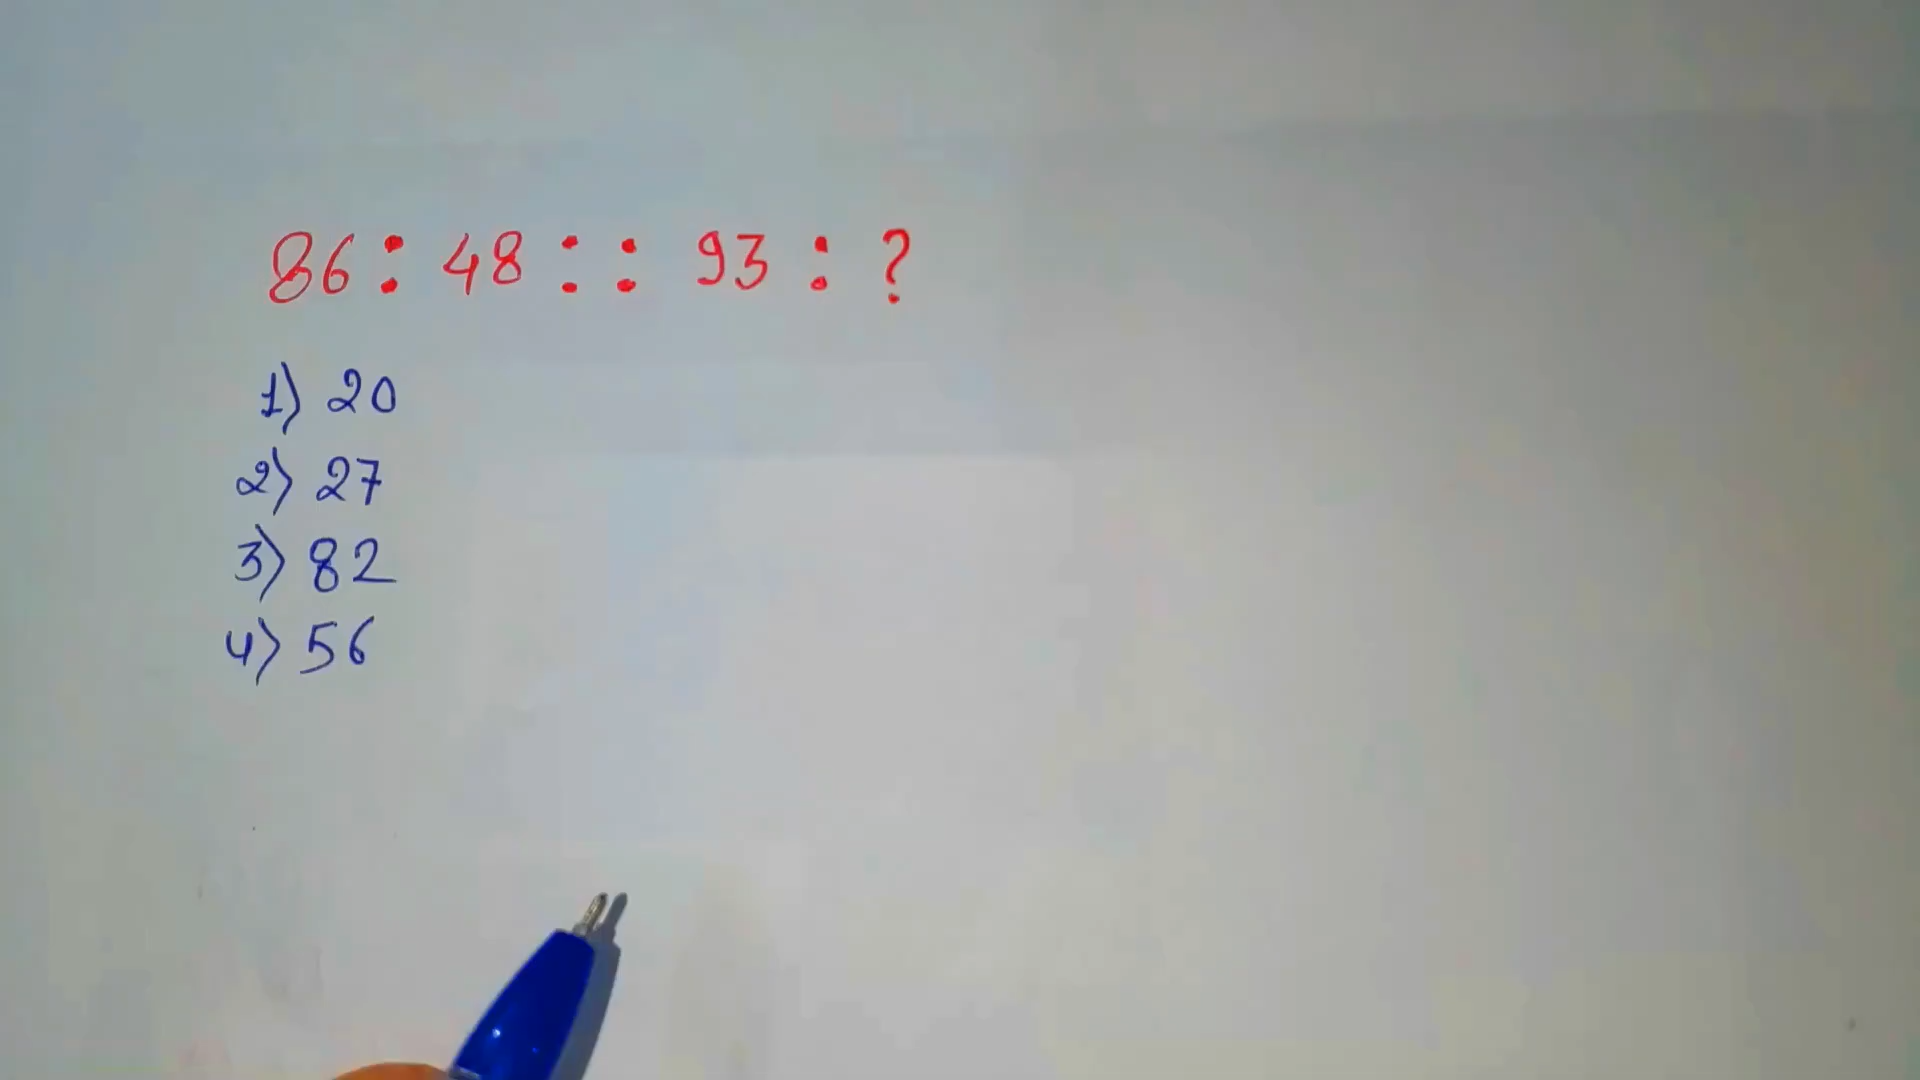 86 : 48 : : 93 : ?
1) 20
2) 27
3) 82
4) 56